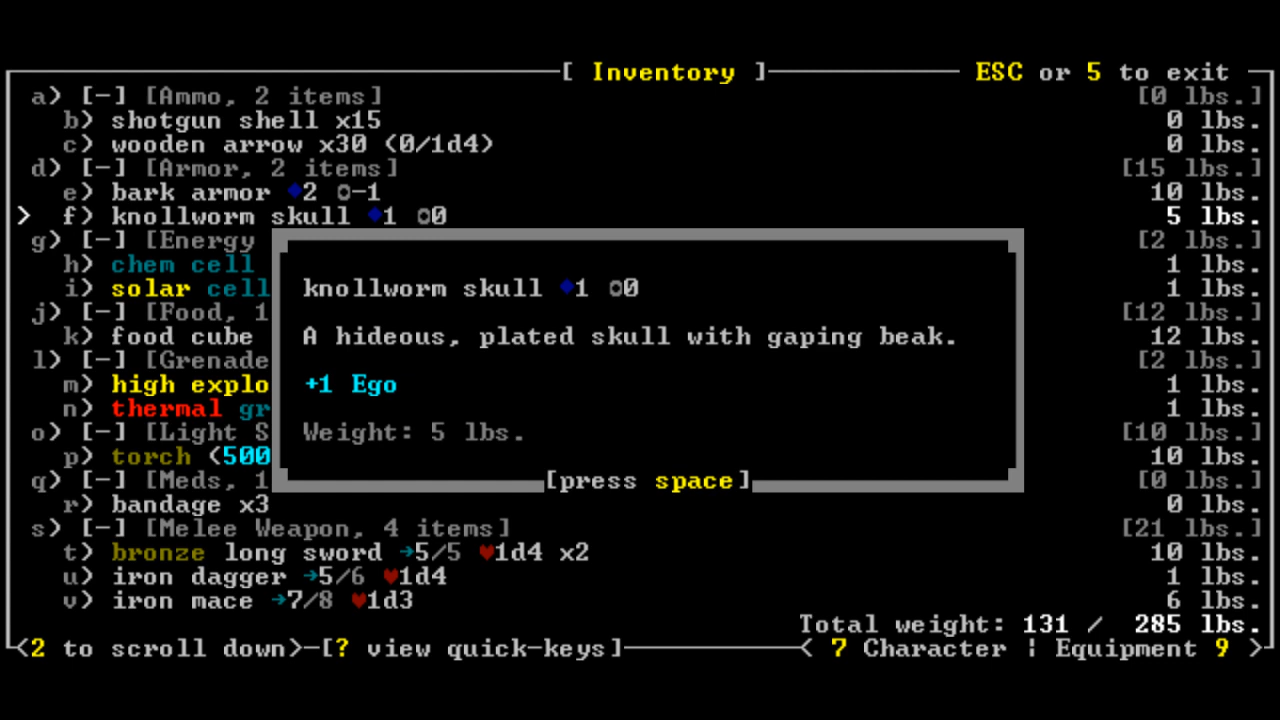 [ Inventory ] ESC or 5 to exit
a) [-] [Ammo, 2 items] [0 lbs.]
b) shotgun shell x15 0 lbs.
c) wooden arrow x30 (0/1d4) 0 lbs.
d) [-] [Armor, 2 items] [15 lbs.]
e) bark armor ◆2 ○-1 10 lbs.
> f) knollworm skull ◆1 ○0 5 lbs.
g) [-] [Energy [2 lbs.]
h) chem cell 1 lbs.
i) solar cell 1 lbs.
j) [-] [Food, 1 [12 lbs.]
k) food cube 12 lbs.
l) [-] [Grenade [2 lbs.]
m) high explo 1 lbs.
n) thermal gr 1 lbs.
o) [-] [Light S [10 lbs.]
p) torch (500 10 lbs.
q) [-] [Meds, 1 [0 lbs.]
r) bandage x3 0 lbs.
s) [-] [Melee Weapon, 4 items] [21 lbs.]
t) bronze long sword →5/5 ♥1d4 x2 10 lbs.
u) iron dagger →5/6 ♥1d4 1 lbs.
v) iron mace →7/8 ♥1d3 6 lbs.
knollworm skull ◆1 ○0
A hideous, plated skull with gaping beak.
+1 Ego
Weight: 5 lbs.
[press space]
Total weight: 131 / 285 lbs.
<2 to scroll down>-[? view quick-keys] < 7 Character ¦ Equipment 9 >